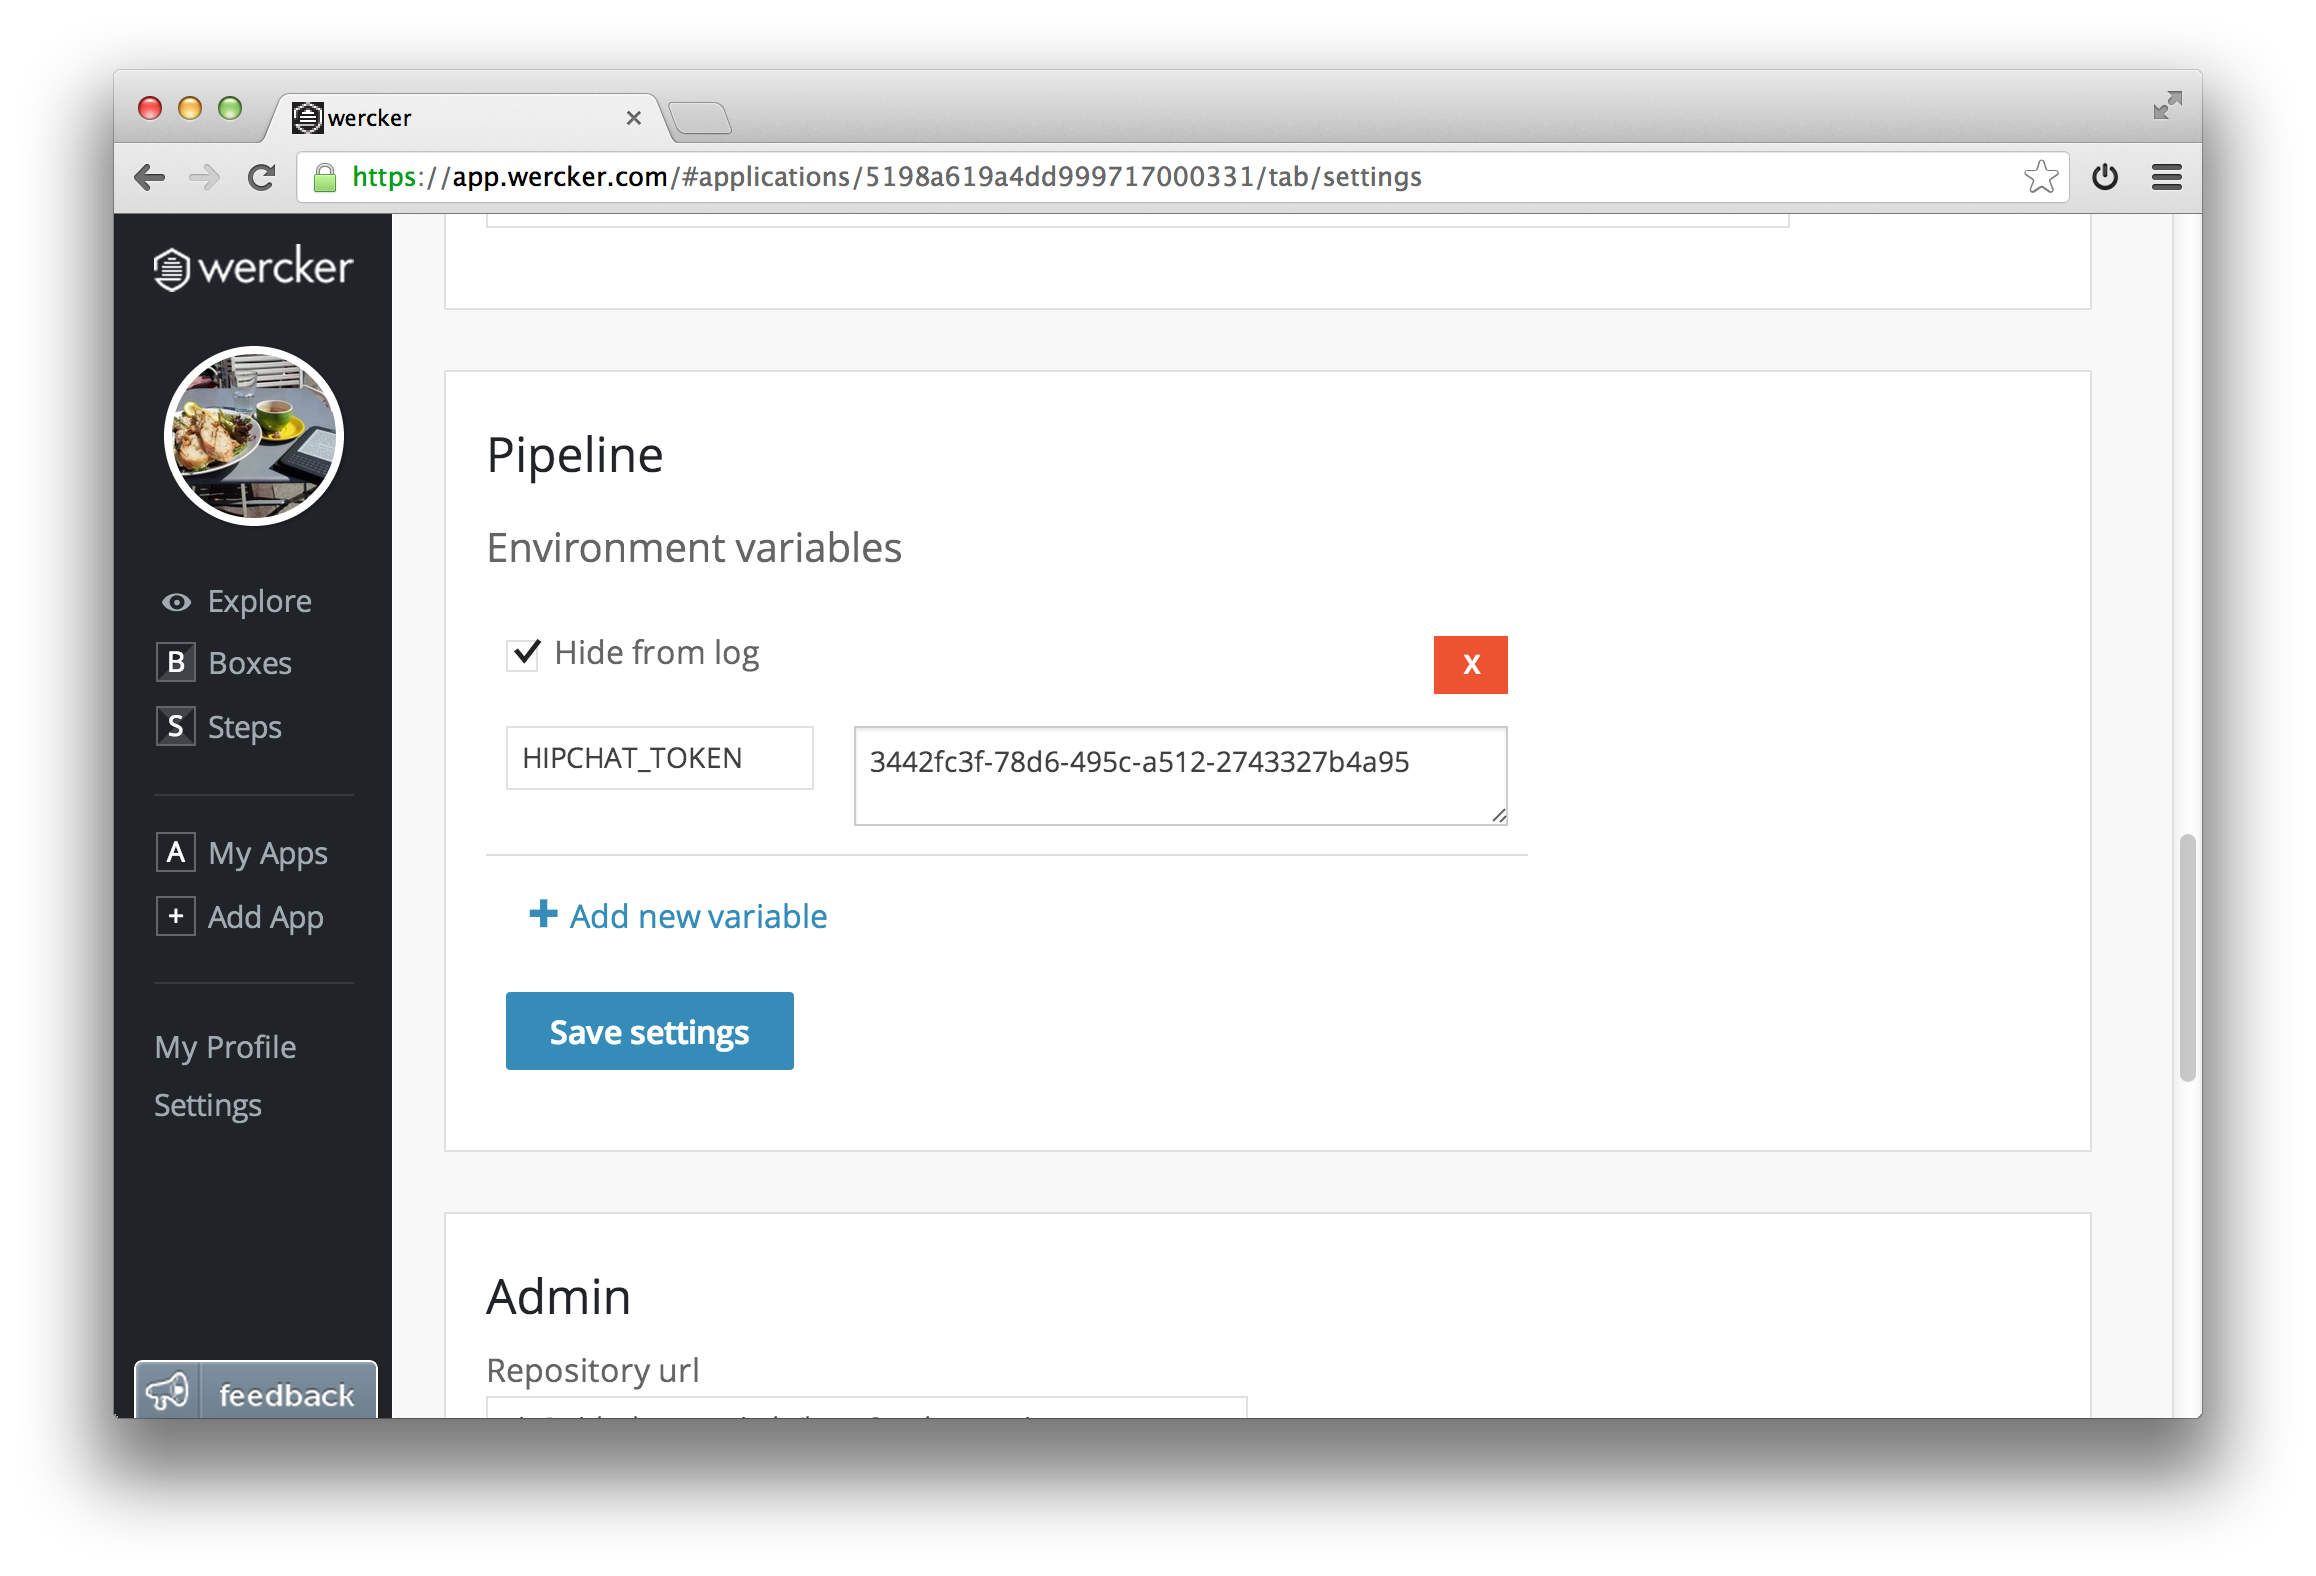 wercker
https://app.wercker.com/#applications/5198a619a4dd999717000331/tab/settings
wercker
Explore
B Boxes
S Steps
A My Apps
+ Add App
My Profile
Settings
feedback
Pipeline
Environment variables
Hide from log
X
HIPCHAT_TOKEN
3442fc3f-78d6-495c-a512-2743327b4a95
Add new variable
Save settings
Admin
Repository url